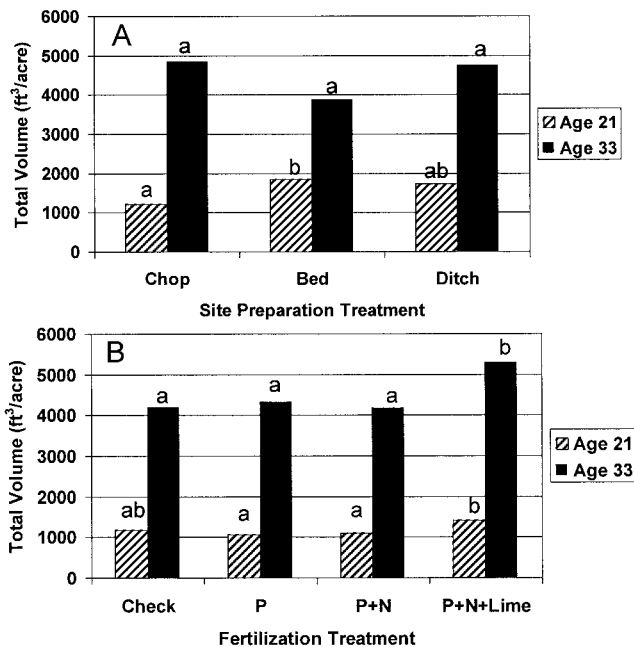 A
Total Volume (ft³/acre)
6000
5000
4000
3000
2000
1000
0
a
a
b
a
ab
a
Chop
Bed
Ditch
Site Preparation Treatment
Age 21
Age 33
B
Total Volume (ft³/acre)
6000
5000
4000
3000
2000
1000
0
ab
a
a
a
a
a
b
b
Check
P
P+N
P+N+Lime
Fertilization Treatment
Age 21
Age 33